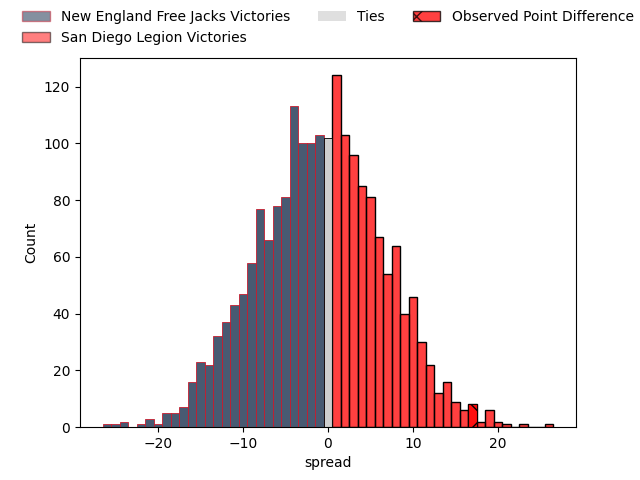 New England Free Jacks Victories
Ties
Observed Point Difference
San Diego Legion Victories
120
100
80
60
40
20
0
Count
−20
−10
0
10
20
spread